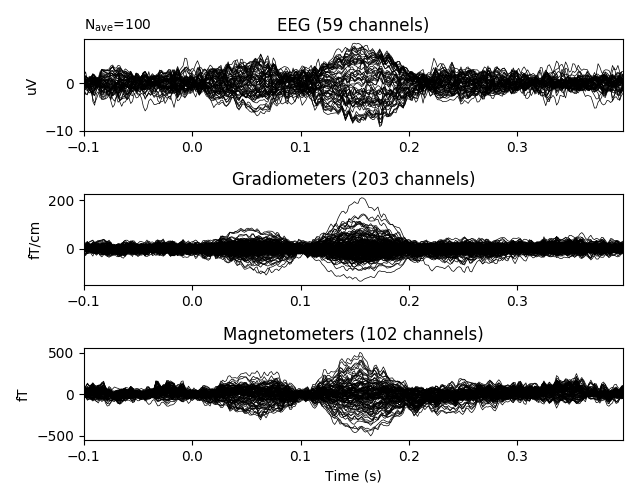 N_ave=100
EEG (59 channels)
uV
0
−10
−0.1 0.0 0.1 0.2 0.3
Gradiometers (203 channels)
fT/cm
200
0
−0.1 0.0 0.1 0.2 0.3
Magnetometers (102 channels)
fT
500
0
−500
−0.1 0.0 0.1 0.2 0.3
Time (s)